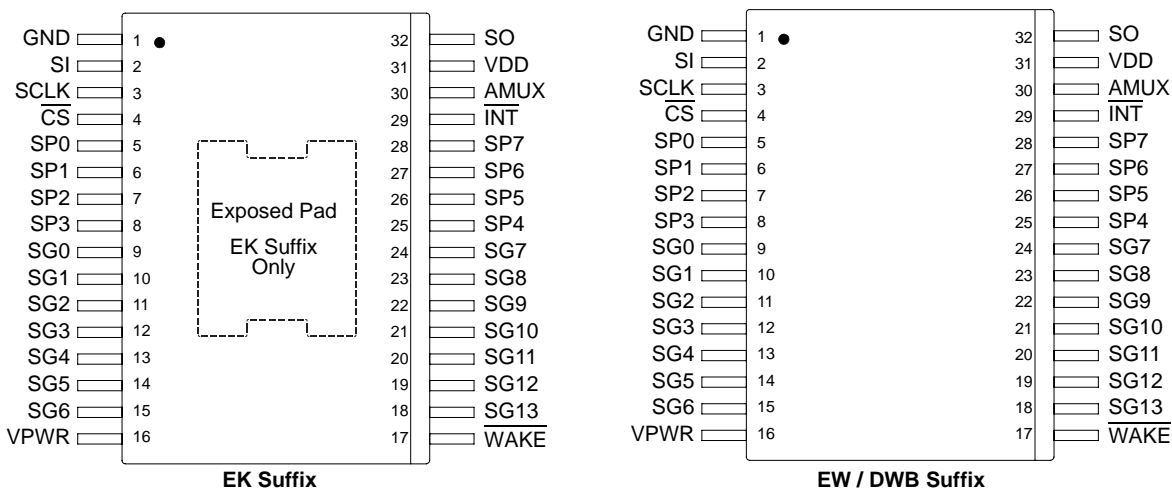 GND 1 32 SO
SI 2 31 VDD
SCLK 3 30 AMUX
CS 4 29 INT
SP0 5 28 SP7
SP1 6 27 SP6
SP2 7 26 SP5
SP3 8 25 SP4
SG0 9 24 SG7
SG1 10 23 SG8
SG2 11 22 SG9
SG3 12 21 SG10
SG4 13 20 SG11
SG5 14 19 SG12
SG6 15 18 SG13
VPWR 16 17 WAKE
Exposed Pad
EK Suffix
Only
EK Suffix
GND 1 32 SO
SI 2 31 VDD
SCLK 3 30 AMUX
CS 4 29 INT
SP0 5 28 SP7
SP1 6 27 SP6
SP2 7 26 SP5
SP3 8 25 SP4
SG0 9 24 SG7
SG1 10 23 SG8
SG2 11 22 SG9
SG3 12 21 SG10
SG4 13 20 SG11
SG5 14 19 SG12
SG6 15 18 SG13
VPWR 16 17 WAKE
EW / DWB Suffix